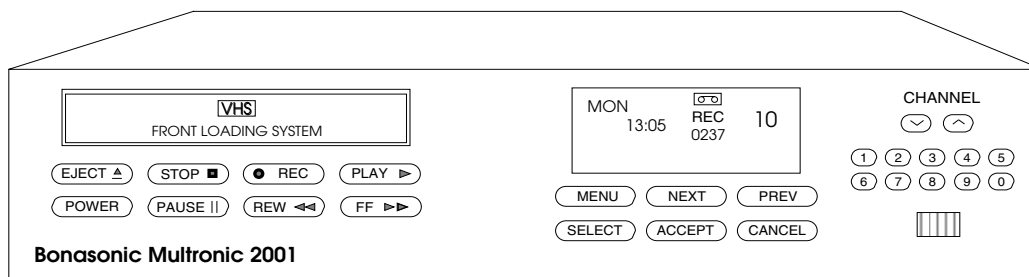 VHS
FRONT LOADING SYSTEM
EJECT STOP REC PLAY
POWER PAUSE REW FF
Bonasonic Multronic 2001
MON
13:05
REC
0237
10
MENU NEXT PREV
SELECT ACCEPT CANCEL
CHANNEL
1 2 3 4 5
6 7 8 9 0